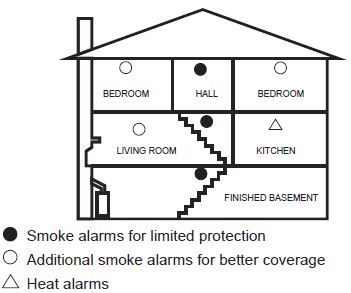 BEDROOM HALL BEDROOM
LIVING ROOM KITCHEN
FINISHED BASEMENT
Smoke alarms for limited protection
Additional smoke alarms for better coverage
Heat alarms